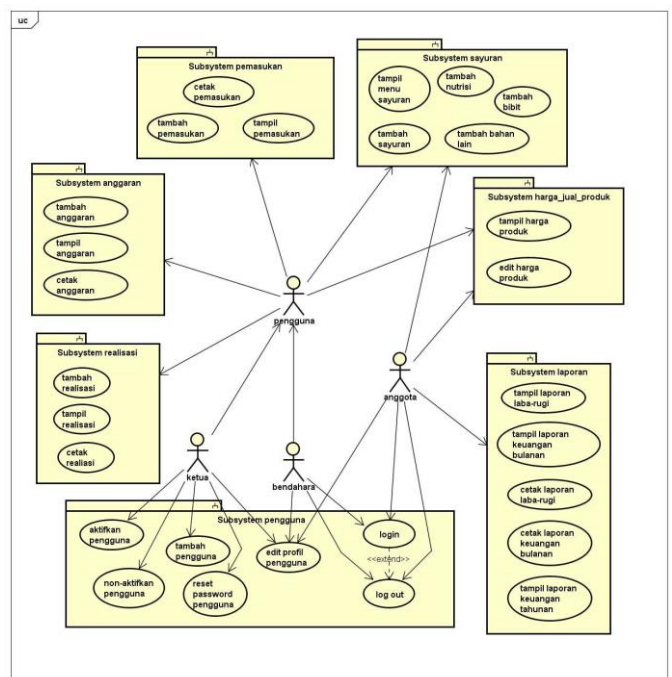 uc
Subsystem pemasukan
cetak
pemasukan
tambah
pemasukan
tampil
pemasukan
Subsystem sayuran
tampil
menu
sayuran
tambah
nutrisi
tambah
bibit
tambah
sayuran
tambah bahan
lain
Subsystem anggaran
tambah
anggaran
tampil
anggaran
cetak
anggaran
Subsystem harga_jual_produk
tampil harga
produk
edit harga
produk
pengguna
Subsystem realisasi
tambah
realisasi
tampil
realisasi
cetak
realisasi
anggota
Subsystem laporan
tampil laporan
laba-rugi
tampil laporan
keuangan
bulanan
cetak laporan
laba-rugi
cetak laporan
keuangan
bulanan
tampil laporan
keuangan
tahunan
ketua
bendahara
Subsystem pengguna
aktifkan
pengguna
tambah
pengguna
edit profil
pengguna
login
<<extend>>
non-aktifkan
pengguna
reset
password
pengguna
log out